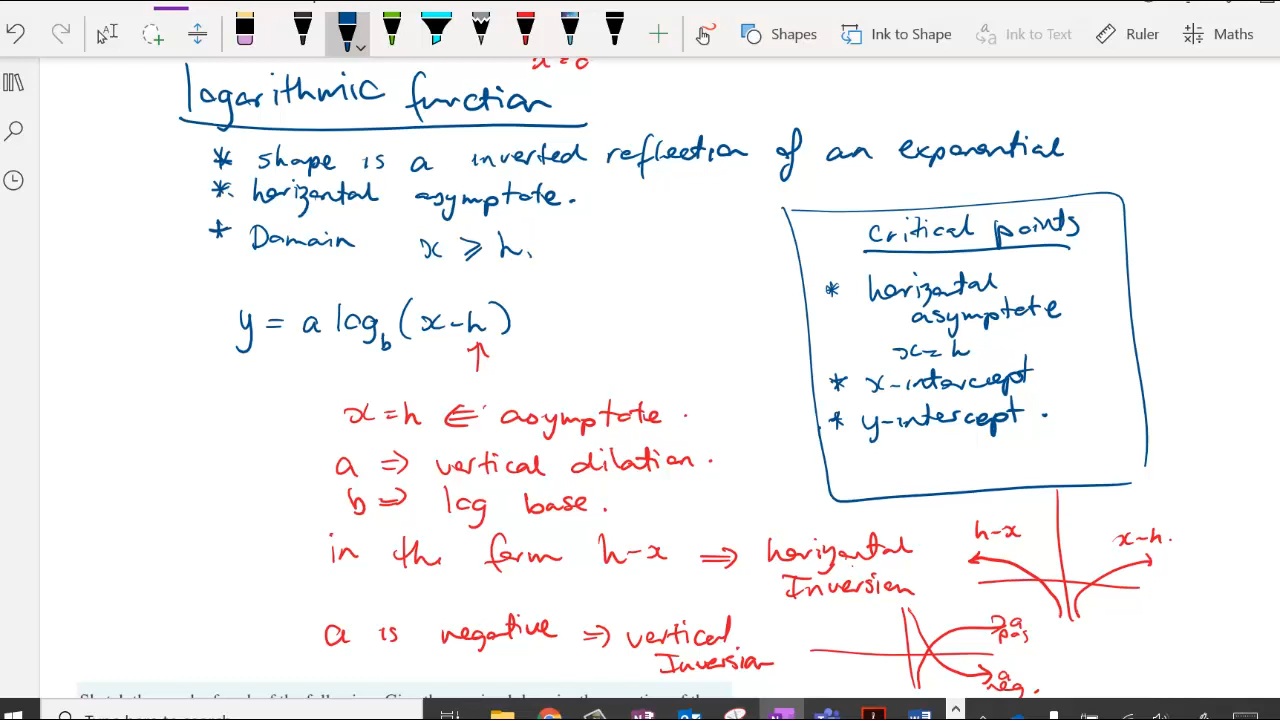 Shapes
Ink to Shape
Ink to Text
Ruler
Maths
x=0
logarithmic function
* shape is a inverted reflection of an exponential
* horizontal asymptote.
* Domain x ⩾ h.
y = a log_b (x-h)
↑
x=h ⇐ asymptote.
a ⇒ vertical dilation.
b ⇒ log base.
in the form h-x ⇒ horizontal
Inversion
a is negative ⇒ vertical
Inversion
Critical points
* horizontal
asymptote
x=h
* x-intercept
* y-intercept.
h-x
x-h.
a
pos
a
neg.